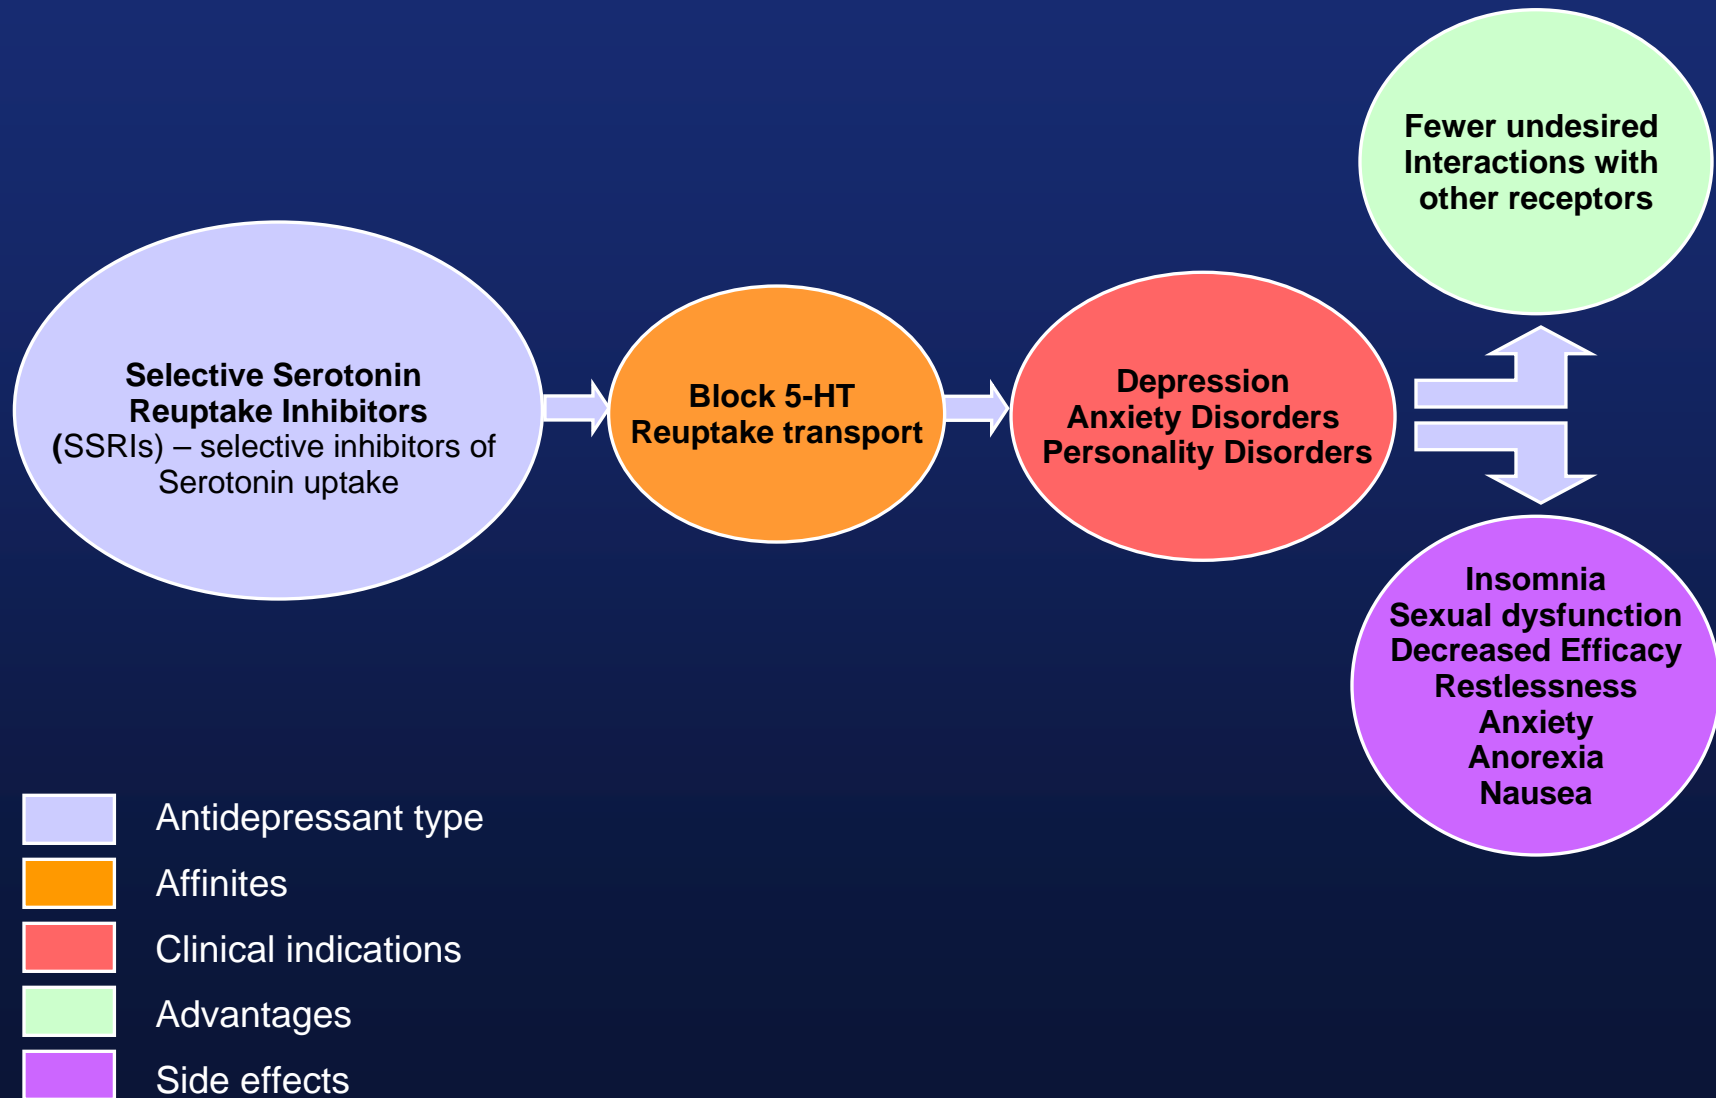 Fewer undesired
Interactions with
other receptors
Selective Serotonin
Reuptake Inhibitors
(SSRIs) – selective inhibitors of
Serotonin uptake
Block 5-HT
Reuptake transport
Depression
Anxiety Disorders
Personality Disorders
Insomnia
Sexual dysfunction
Decreased Efficacy
Restlessness
Anxiety
Anorexia
Nausea
Antidepressant type
Affinites
Clinical indications
Advantages
Side effects